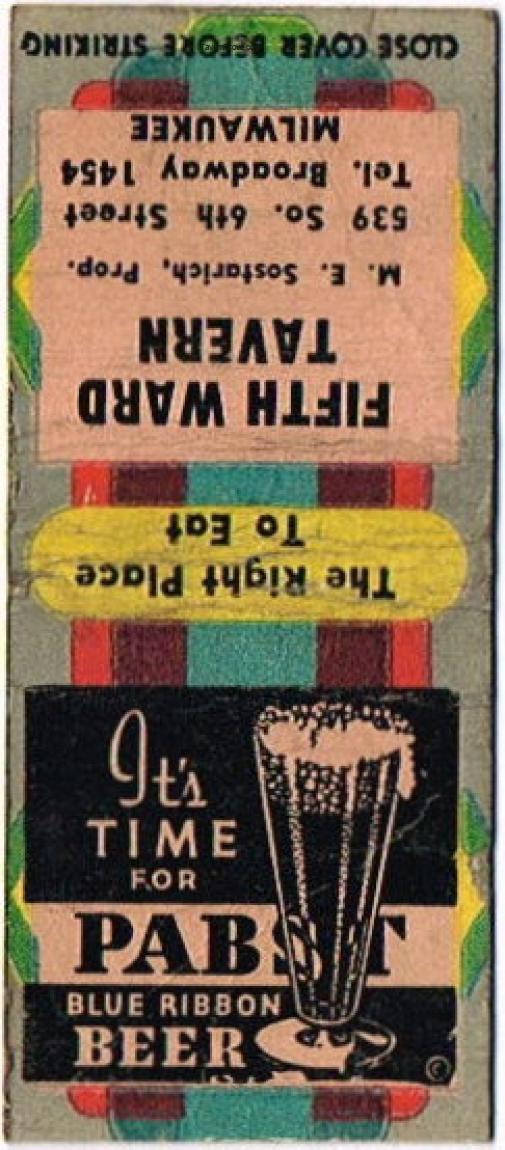 CLOSE COVER BEFORE STRIKING
FIFTH WARD
TAVERN
M. E. Sostarich, Prop.
539 So. 6th Street
Tel. Broadway 1454
MILWAUKEE
The Right Place
To Eat
It's
TIME
FOR
PABST
BLUE RIBBON
BEER
©